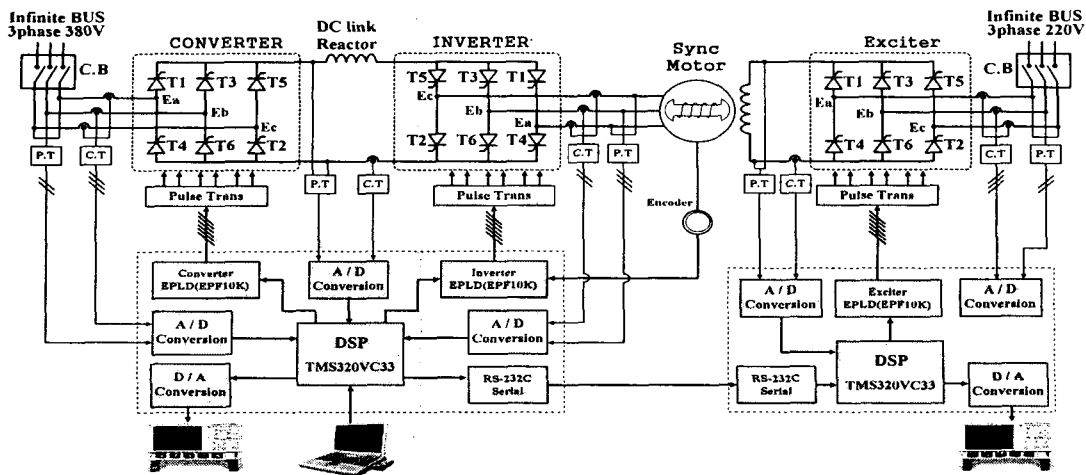 Infinite BUS
3phase 380V
C.B
CONVERTER
T1 T3 T5
Ea
Eb
Ec
T4 T6 T2
P.T C.T
Pulse Trans
DC link
Reactor
P.T C.T
INVERTER
T5 T3 T1
Ec
Eb
Ea
T2 T6 T4
C.T P.T
Pulse Trans
Sync
Motor
Encoder
Exciter
T1 T3 T5
Ea
Eb
Ec
T4 T6 T2
P.T C.T
Pulse Trans
Infinite BUS
3phase 220V
C.B
C.T P.T
Converter
EPLD(EPF10K)
A / D
Conversion
Inverter
EPLD(EPF10K)
A / D
Conversion
DSP
TMS320VC33
A / D
Conversion
D / A
Conversion
RS-232C
Serial
A / D
Conversion
Exciter
EPLD(EPF10K)
A / D
Conversion
RS-232C
Serial
DSP
TMS320VC33
D / A
Conversion